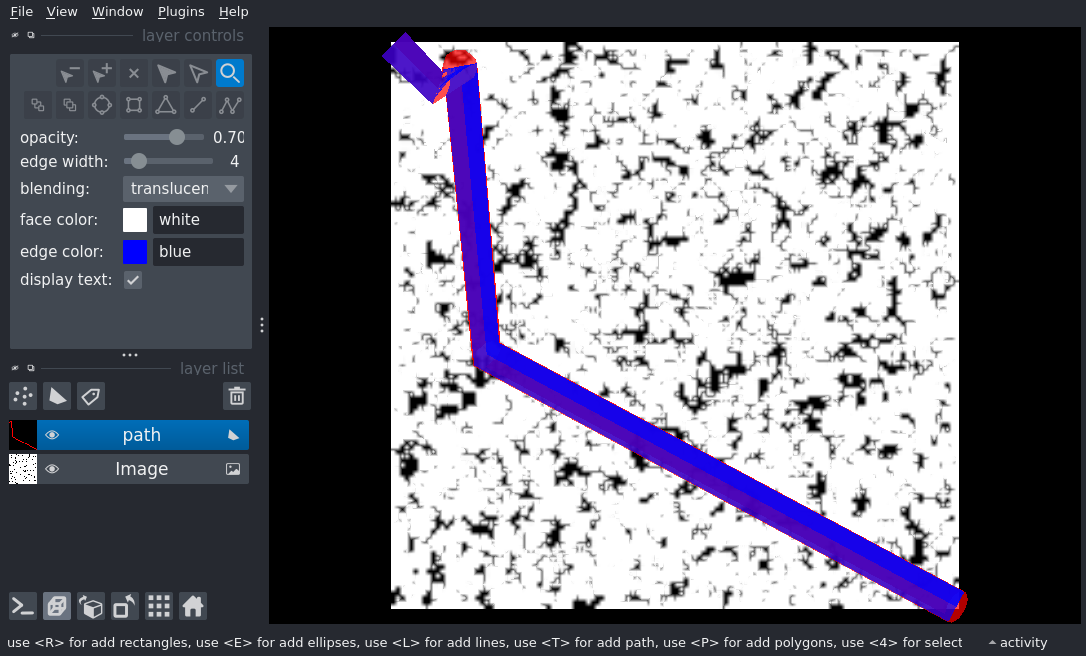 File View Window Plugins Help
layer controls
opacity: 0.70
edge width: 4
blending: translucen
face color: white
edge color: blue
display text:
layer list
path
Image
use <R> for add rectangles, use <E> for add ellipses, use <L> for add lines, use <T> for add path, use <P> for add polygons, use <4> for select
activity